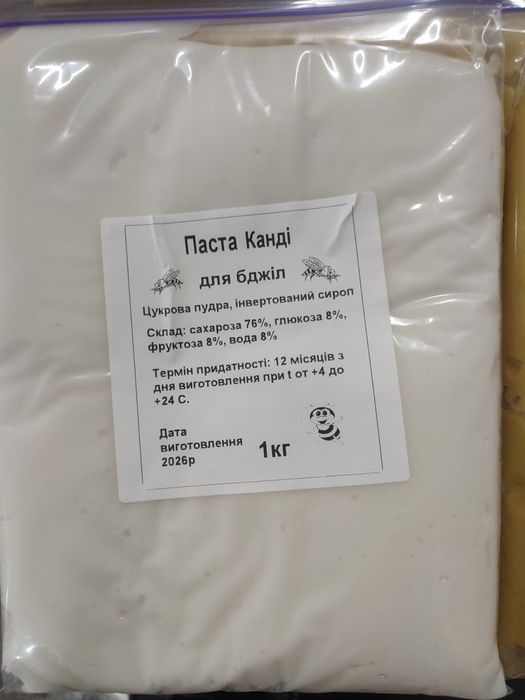 Паста Канді
для бджіл
Цукрова пудра, інвертований сироп
Склад: сахароза 76%, глюкоза 8%,
фруктоза 8%, вода 8%
Термін придатності: 12 місяців з
дня виготовлення при t от +4 до
+24 С.
Дата
виготовлення
2026р
1кг